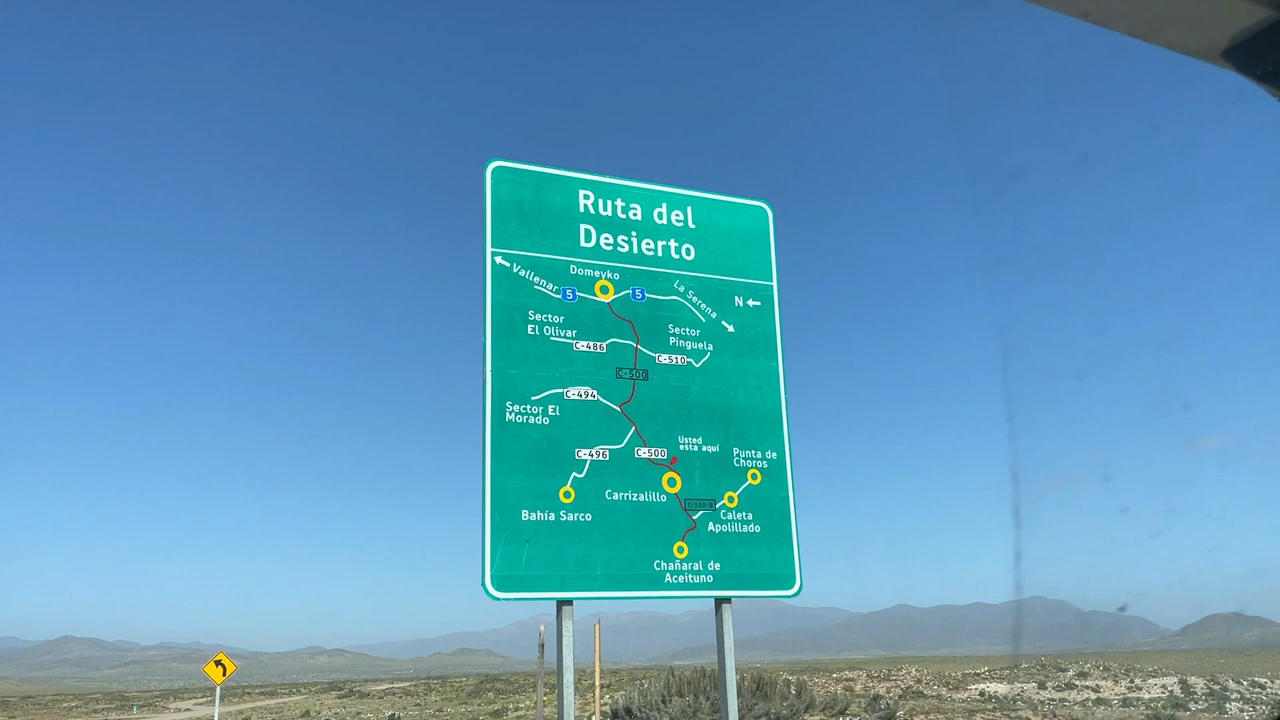 Ruta del
Desierto
Domeyko
Vallenar
5
5
La Serena
N
Sector
El Olivar
Sector
Pinguela
C-486
C-510
C-500
C-494
Sector El
Morado
Usted
esta aquí
C-496
C-500
Punta de
Choros
Carrizalillo
Bahía Sarco
Caleta
Apolillado
Chañaral de
Aceituno